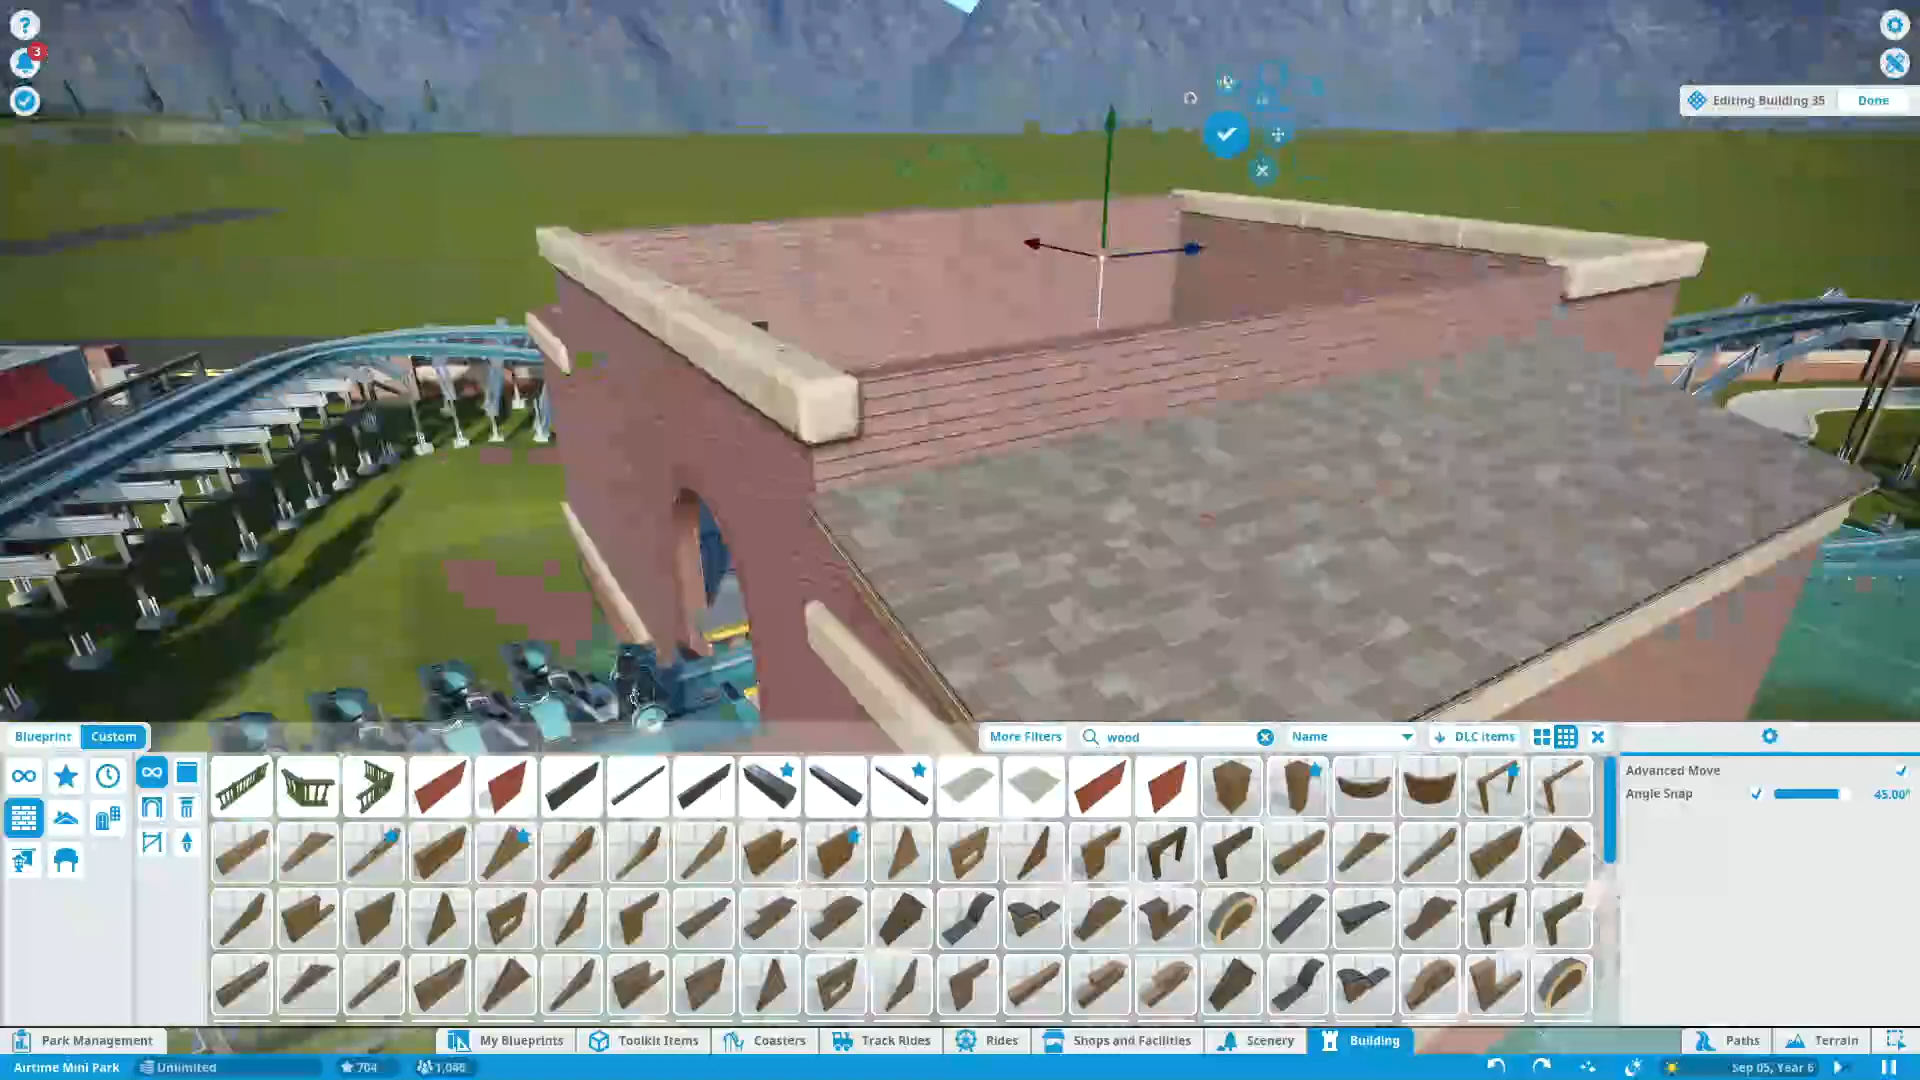 ?
3
Editing Building 35
Done
Blueprint
Custom
More Filters
wood
Name
DLC items
Advanced Move
Angle Snap
45.00°
Park Management
My Blueprints
Toolkit Items
Coasters
Track Rides
Rides
Shops and Facilities
Scenery
Building
Paths
Terrain
Airtime Mini Park
Unlimited
704
1,046
Sep 05, Year 6